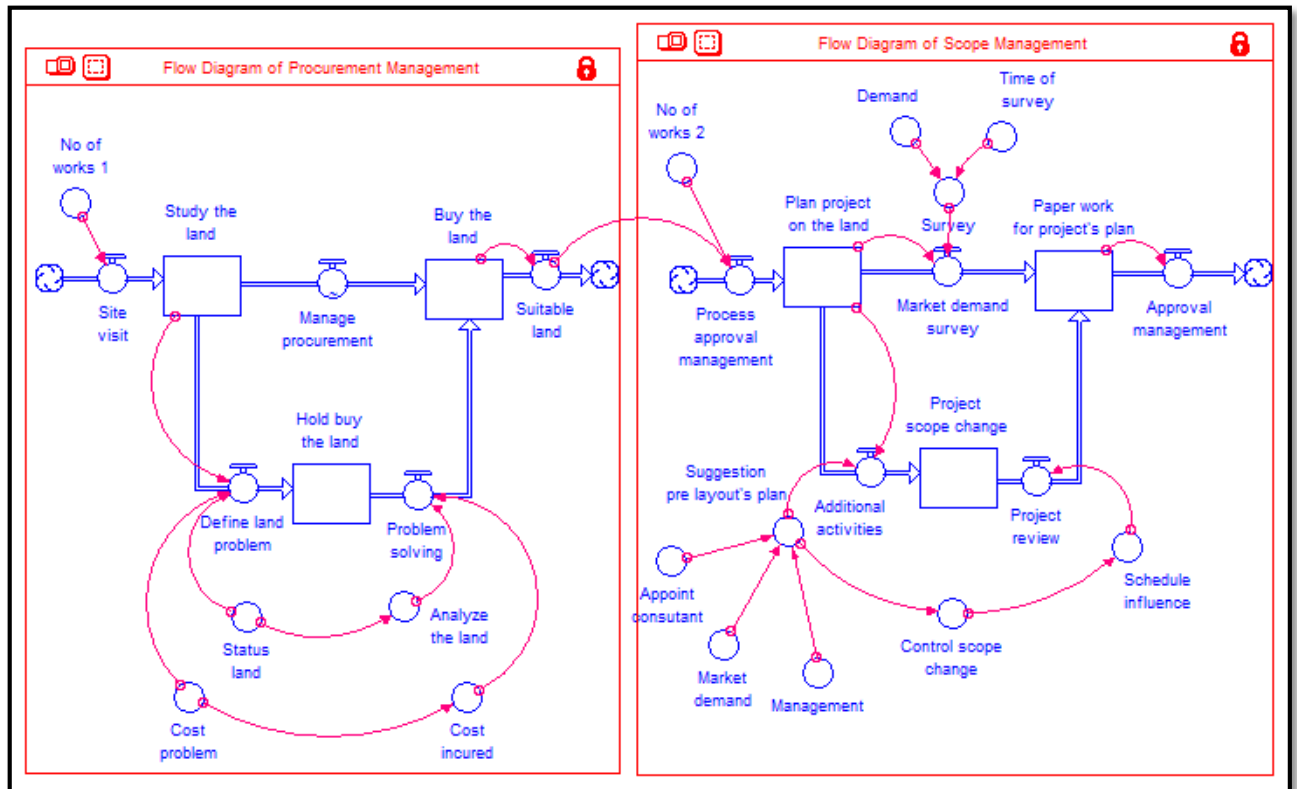 Flow Diagram of Procurement Management
No of
works 1
Study the
land
Buy the
land
Site
visit
Manage
procurement
Suitable
land
Hold buy
the land
Define land
problem
Problem
solving
Status
land
Analyze
the land
Cost
problem
Cost
incured
Flow Diagram of Scope Management
No of
works 2
Demand
Time of
survey
Plan project
on the land
Survey
Paper work
for project's plan
Process
approval
management
Market demand
survey
Approval
management
Project
scope change
Suggestion
pre layout's plan
Additional
activities
Project
review
Appoint
consutant
Schedule
influence
Control scope
change
Market
demand
Management